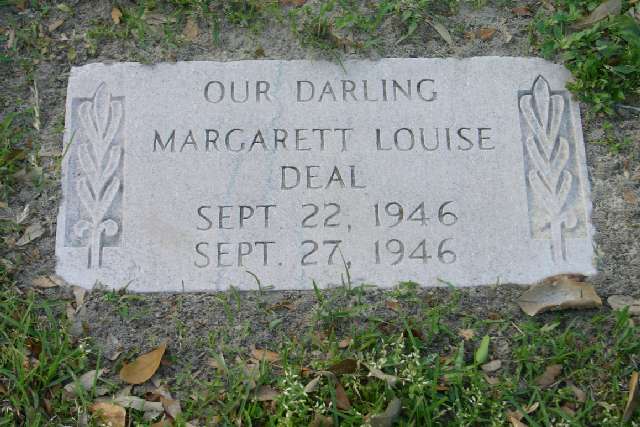 OUR DARLING
MARGARETT LOUISE
DEAL
SEPT. 22, 1946
SEPT. 27, 1946